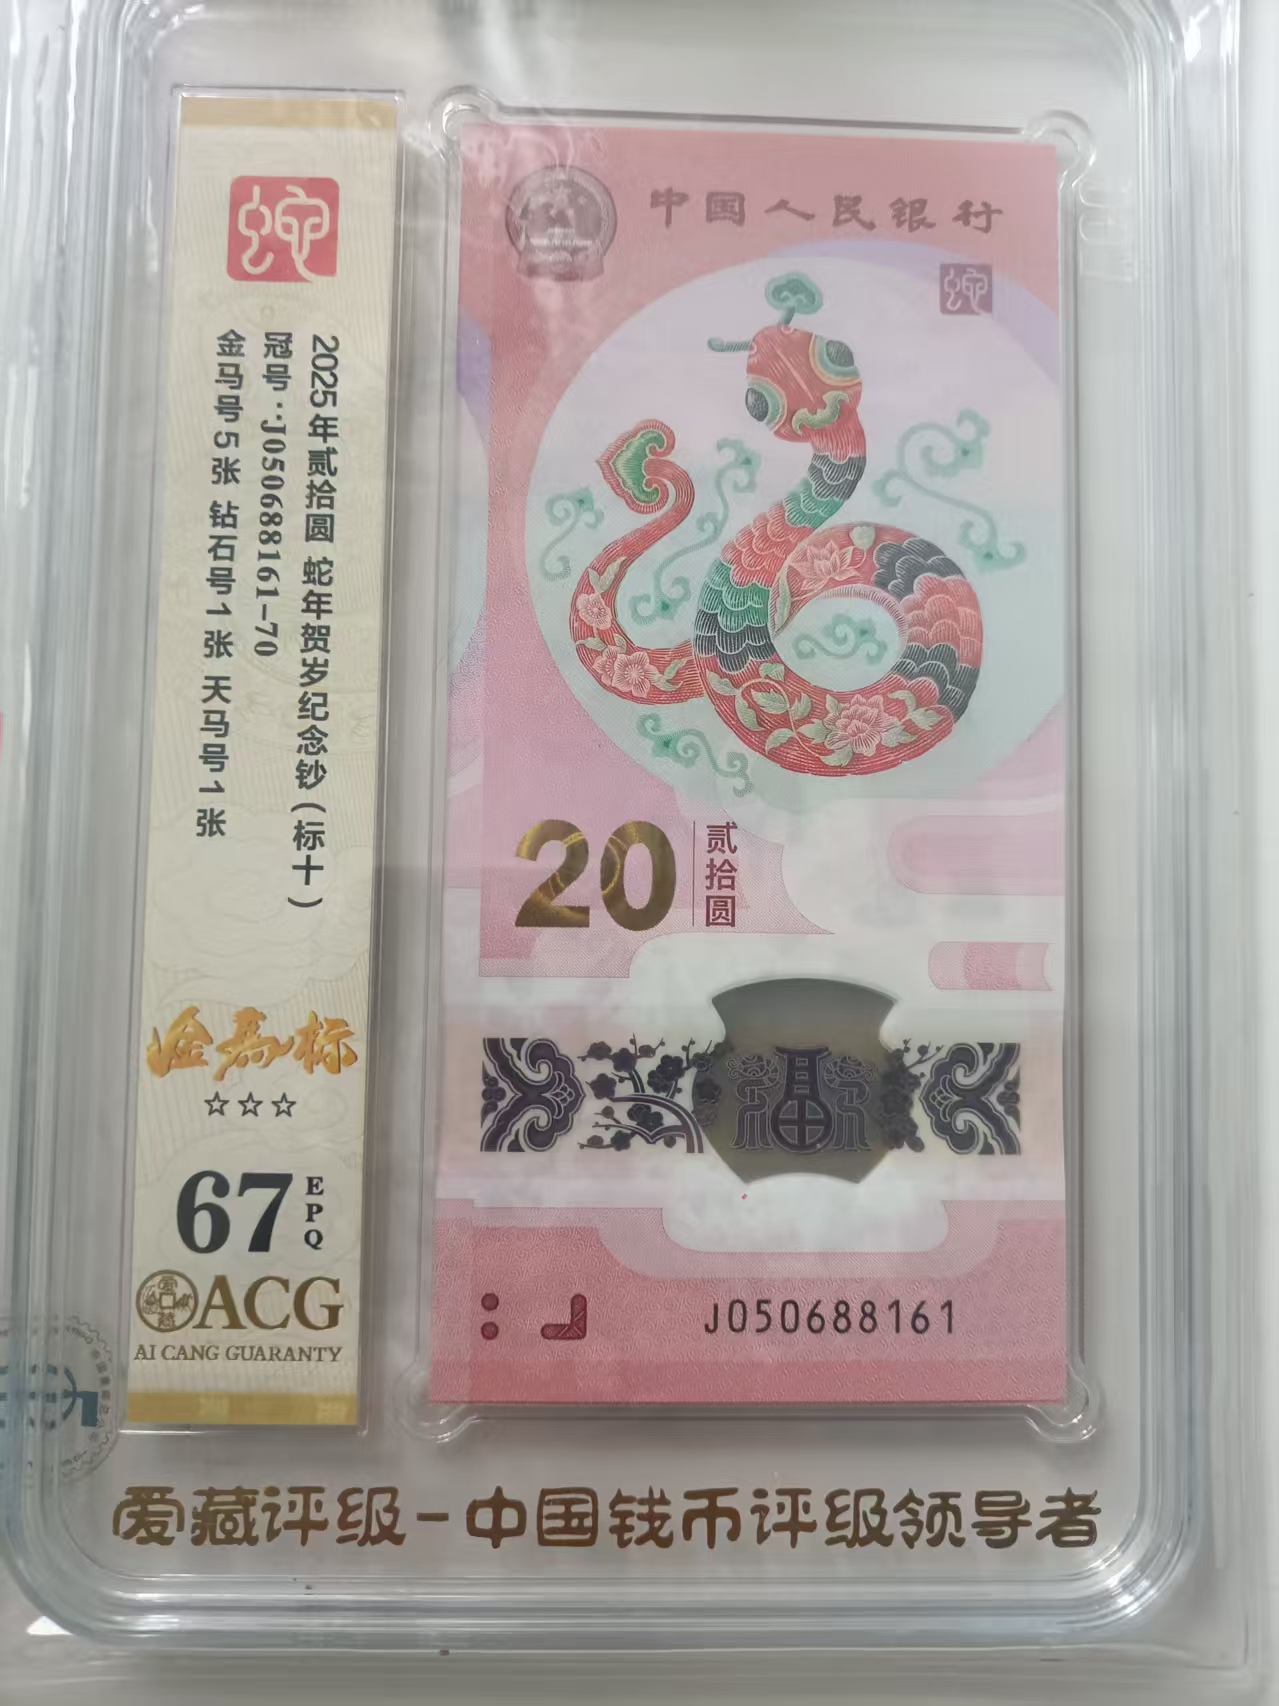 蛇
2025年贰拾圆 蛇年贺岁纪念钞(标十)
冠号:J050688161-70
金马号5张 钻石号1张 天马号1张
金马标
☆☆☆
67 EPQ
ACG
AI CANG GUARANTY
中国人民银行
蛇
20 贰拾圆
福
J050688161
爱藏评级-中国钱币评级领导者